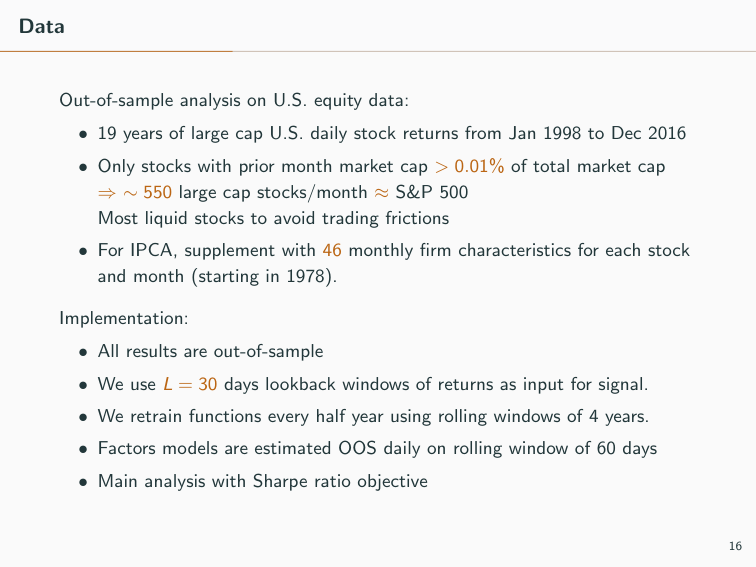 Data
Out-of-sample analysis on U.S. equity data:
• 19 years of large cap U.S. daily stock returns from Jan 1998 to Dec 2016
• Only stocks with prior month market cap > 0.01% of total market cap
⇒ ∼ 550 large cap stocks/month ≈ S&P 500
Most liquid stocks to avoid trading frictions
• For IPCA, supplement with 46 monthly firm characteristics for each stock
and month (starting in 1978).
Implementation:
• All results are out-of-sample
• We use L = 30 days lookback windows of returns as input for signal.
• We retrain functions every half year using rolling windows of 4 years.
• Factors models are estimated OOS daily on rolling window of 60 days
• Main analysis with Sharpe ratio objective
16